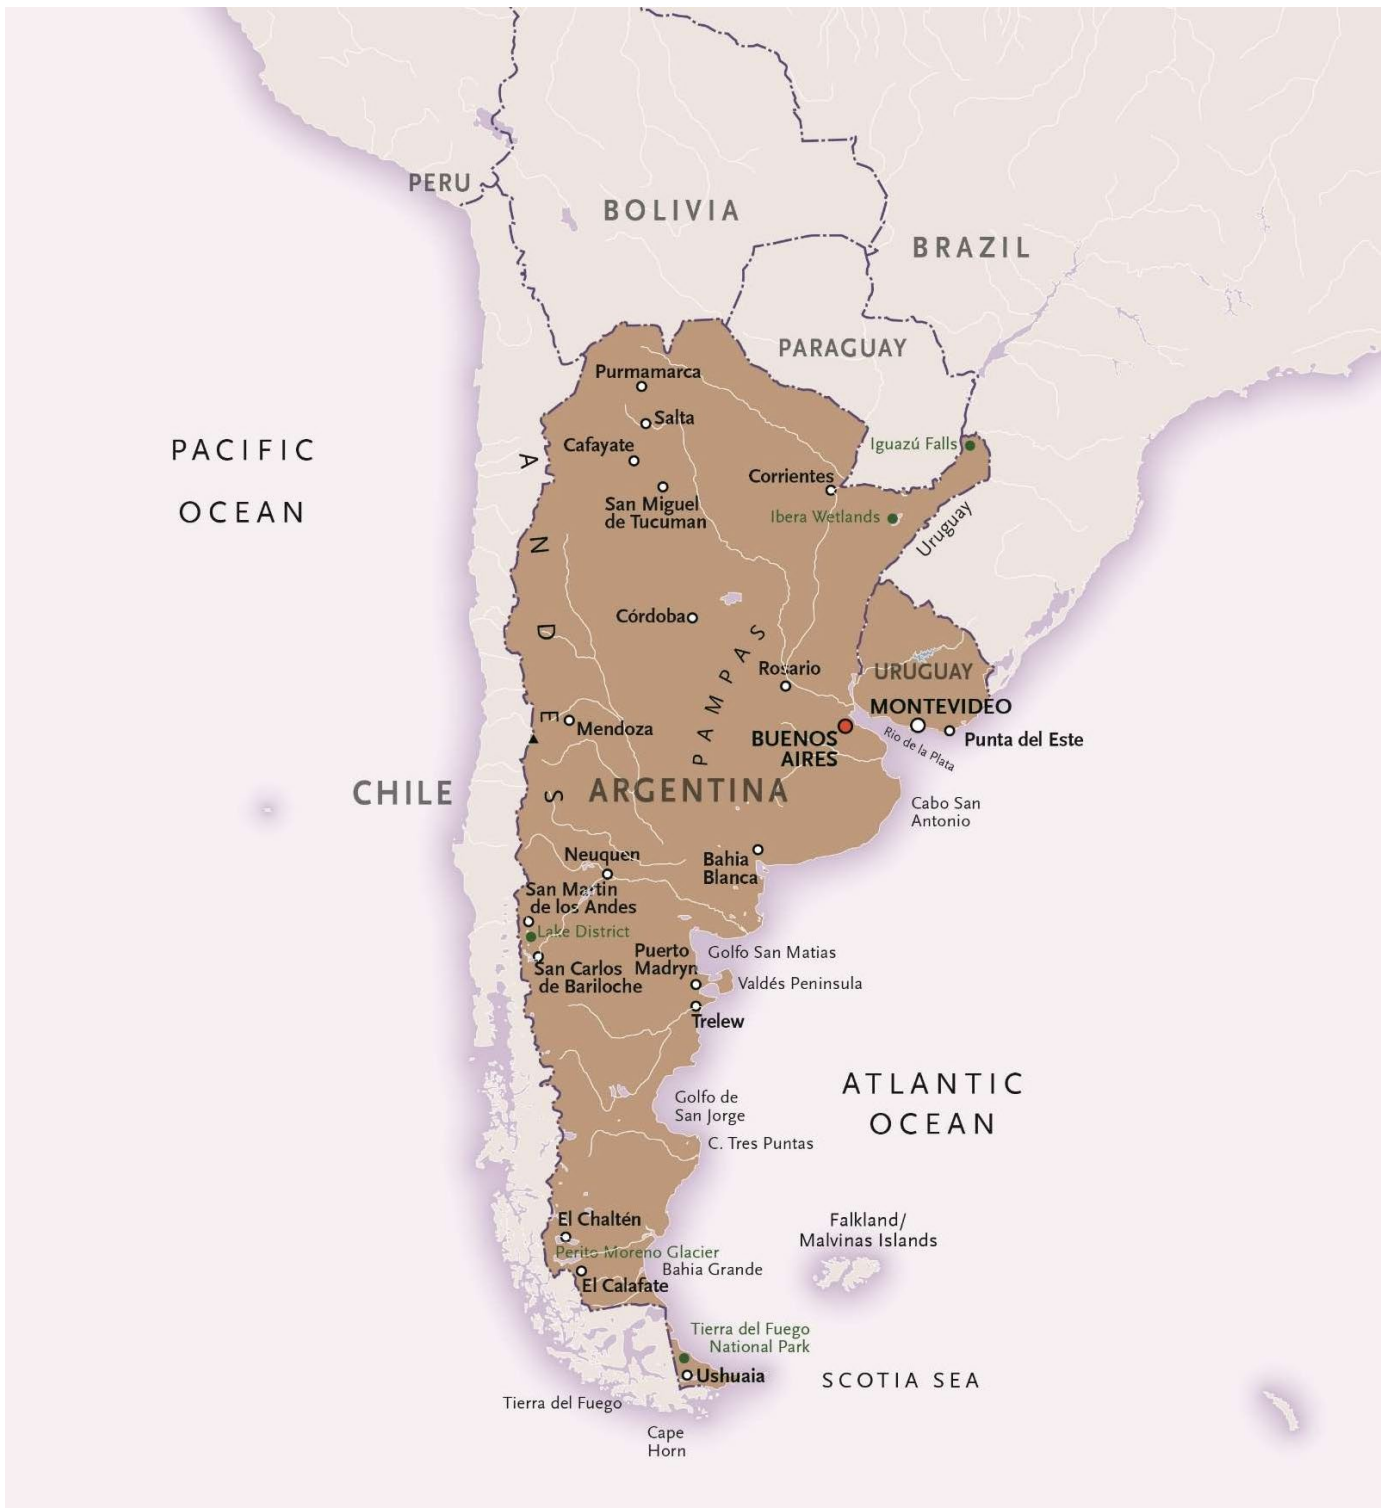 PERU
BOLIVIA
BRAZIL
PARAGUAY
Purmamarca
Salta
PACIFIC
OCEAN
Cafayate
Iguazú Falls
Corrientes
San Miguel
de Tucuman
Ibera Wetlands
Uruguay
ANDES
Córdoba
PAMPAS
Rosario
URUGUAY
MONTEVIDEO
Mendoza
BUENOS
AIRES
Rio de la Plata
Punta del Este
CHILE
ARGENTINA
Cabo San
Antonio
Neuquen
Bahia
Blanca
San Martin
de los Andes
Lake District
Puerto
Madryn
Golfo San Matias
San Carlos
de Bariloche
Valdés Peninsula
Trelew
ATLANTIC
OCEAN
Golfo de
San Jorge
C. Tres Puntas
El Chaltén
Falkland/
Malvinas Islands
Perito Moreno Glacier
Bahia Grande
El Calafate
Tierra del Fuego
National Park
Ushuaia
SCOTIA SEA
Tierra del Fuego
Cape
Horn